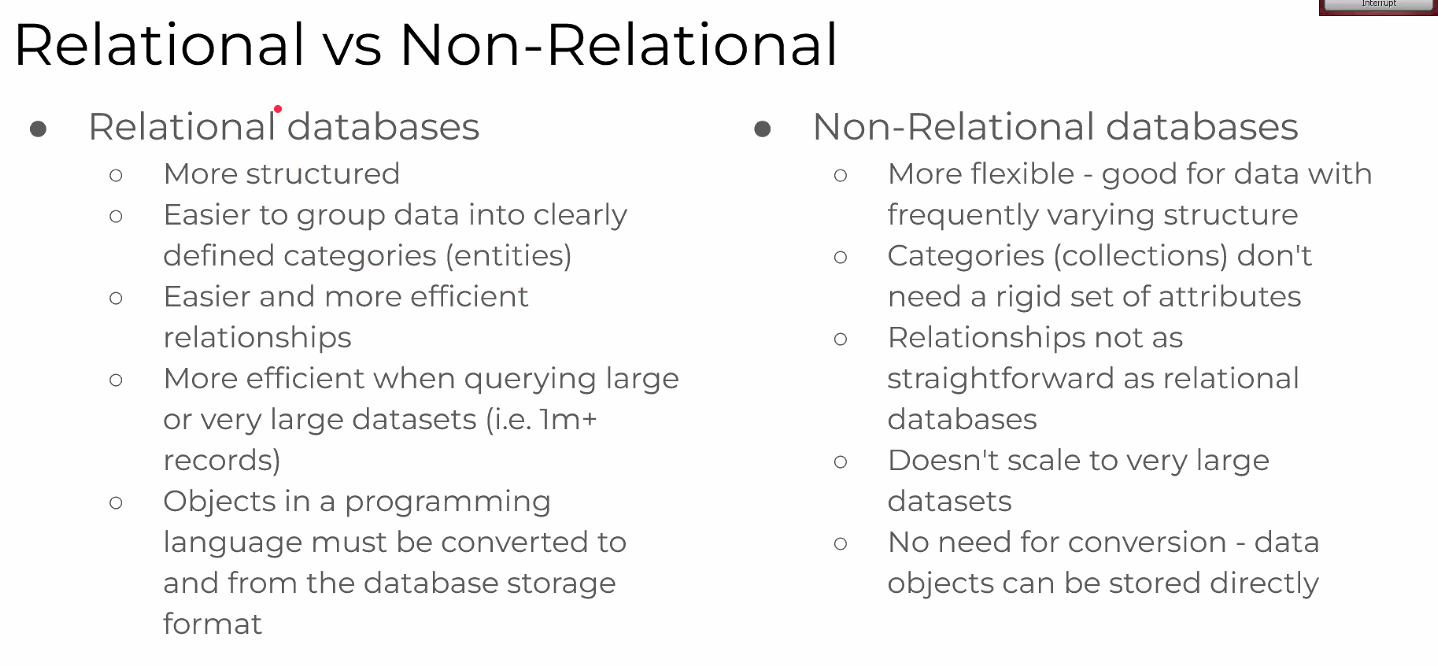 Interrupt
Relational vs Non-Relational
● Relational databases
○ More structured
○ Easier to group data into clearly
defined categories (entities)
○ Easier and more efficient
relationships
○ More efficient when querying large
or very large datasets (i.e. 1m+
records)
○ Objects in a programming
language must be converted to
and from the database storage
format
● Non-Relational databases
○ More flexible - good for data with
frequently varying structure
○ Categories (collections) don't
need a rigid set of attributes
○ Relationships not as
straightforward as relational
databases
○ Doesn't scale to very large
datasets
○ No need for conversion - data
objects can be stored directly